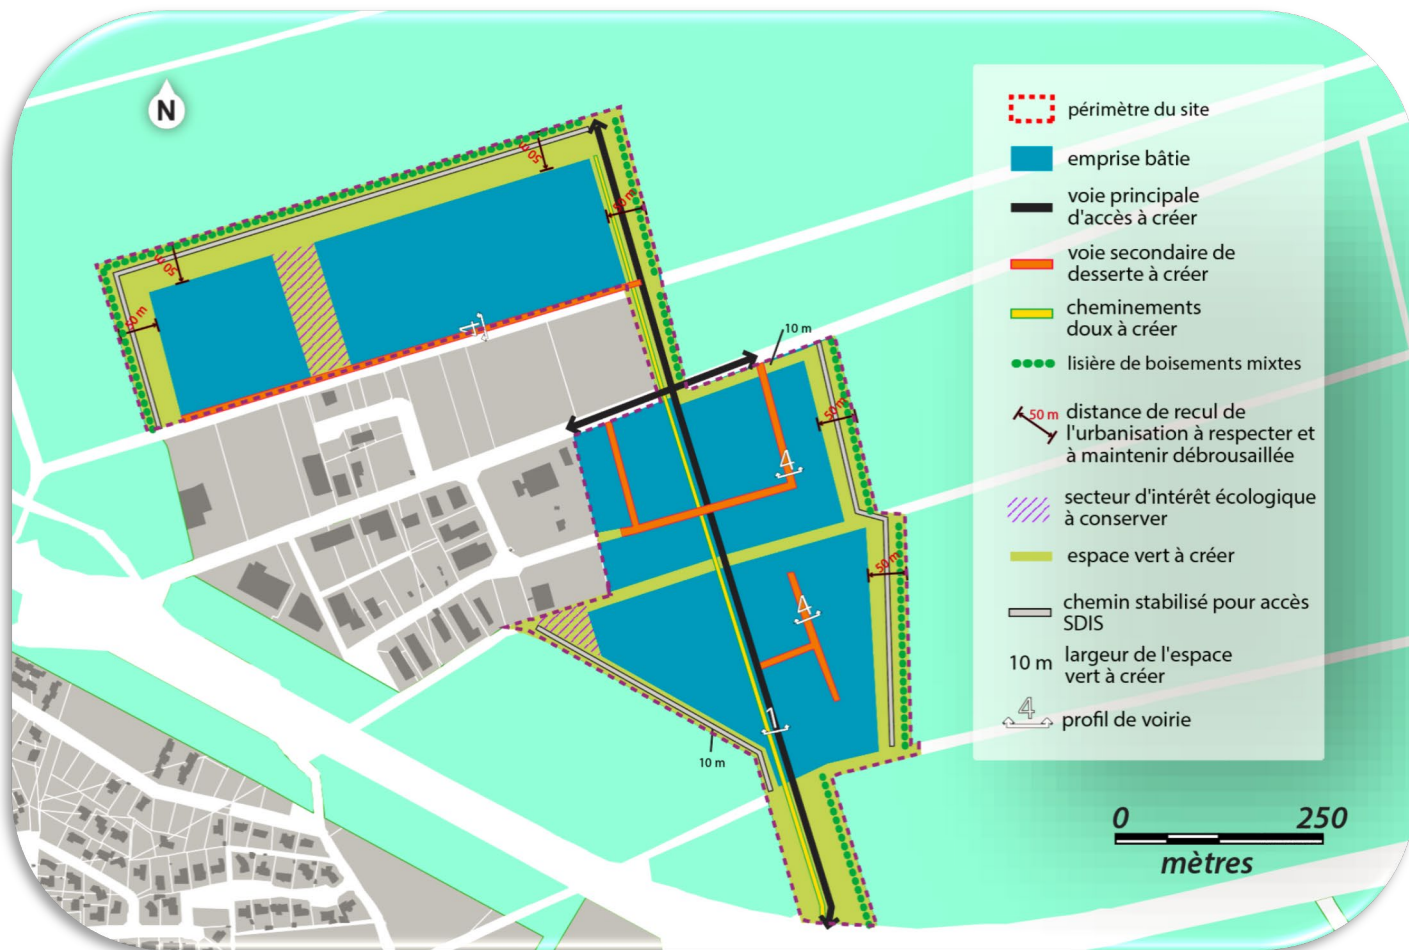 N
50 m
50 m
50 m
50 m
4
10 m
50 m
4
50 m
4
1
10 m
périmètre du site
emprise bâtie
voie principale
d'accès à créer
voie secondaire de
desserte à créer
cheminements
doux à créer
lisière de boisements mixtes
50 m
distance de recul de
l'urbanisation à respecter et
à maintenir débrousaillée
secteur d'intérêt écologique
à conserver
espace vert à créer
chemin stabilisé pour accès
SDIS
10 m
largeur de l'espace
vert à créer
4
profil de voirie
0 250
mètres